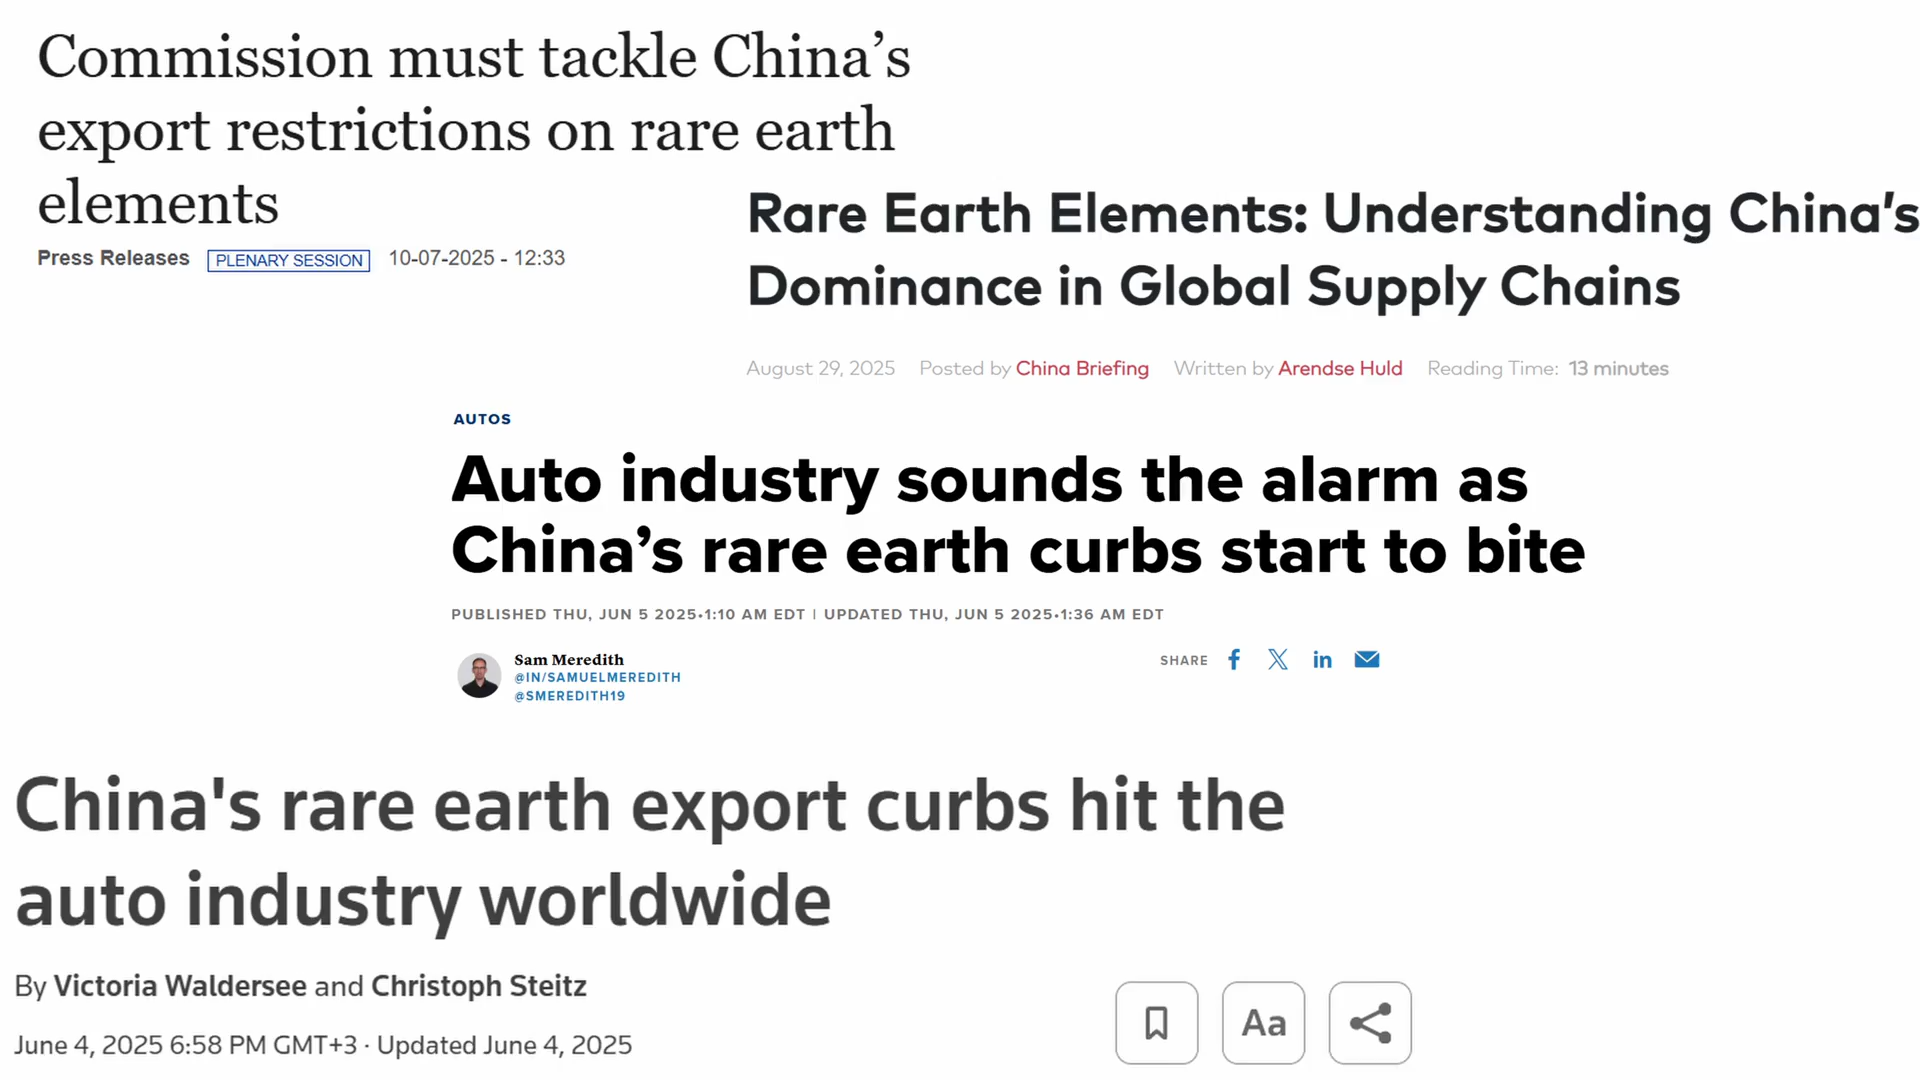 Commission must tackle China’s
export restrictions on rare earth
elements
Press Releases PLENARY SESSION 10-07-2025 - 12:33
Rare Earth Elements: Understanding China’s
Dominance in Global Supply Chains
August 29, 2025 Posted by China Briefing Written by Arendse Huld Reading Time: 13 minutes
AUTOS
Auto industry sounds the alarm as
China’s rare earth curbs start to bite
PUBLISHED THU, JUN 5 2025•1:10 AM EDT | UPDATED THU, JUN 5 2025•1:36 AM EDT
Sam Meredith
@IN/SAMUELMEREDITH
@SMEREDITH19
SHARE
China's rare earth export curbs hit the
auto industry worldwide
By Victoria Waldersee and Christoph Steitz
June 4, 2025 6:58 PM GMT+3 · Updated June 4, 2025
Aa